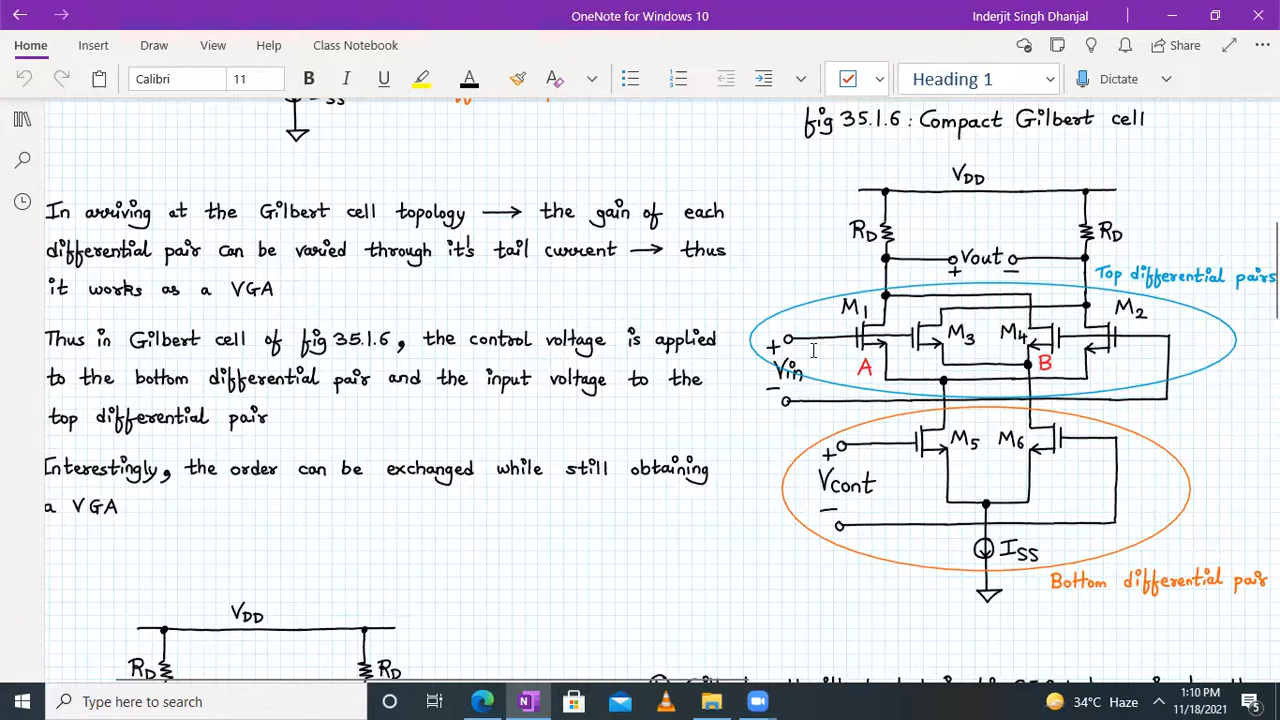 OneNote for Windows 10
Inderjit Singh Dhanjal
Home Insert Draw View Help Class Notebook
Share
Calibri 11 B I U A Heading 1 Dictate
SS
fig 35.1.6 : Compact Gilbert cell
VDD
RD RD
Vout
+ −
Top differential pairs
In arriving at the Gilbert cell topology → the gain of each
differential pair can be varied through it's tail current → thus
it works as a VGA
Thus in Gilbert cell of fig 35.1.6, the control voltage is applied
to the bottom differential pair and the input voltage to the
top differential pair
Interestingly, the order can be exchanged while still obtaining
a VGA
M1 M2
M3 M4
+
Vin
−
A B
M5 M6
+
Vcont
−
ISS
Bottom differential pair
VDD
RD RD
Type here to search
34°C Haze
1:10 PM
11/18/2021
5